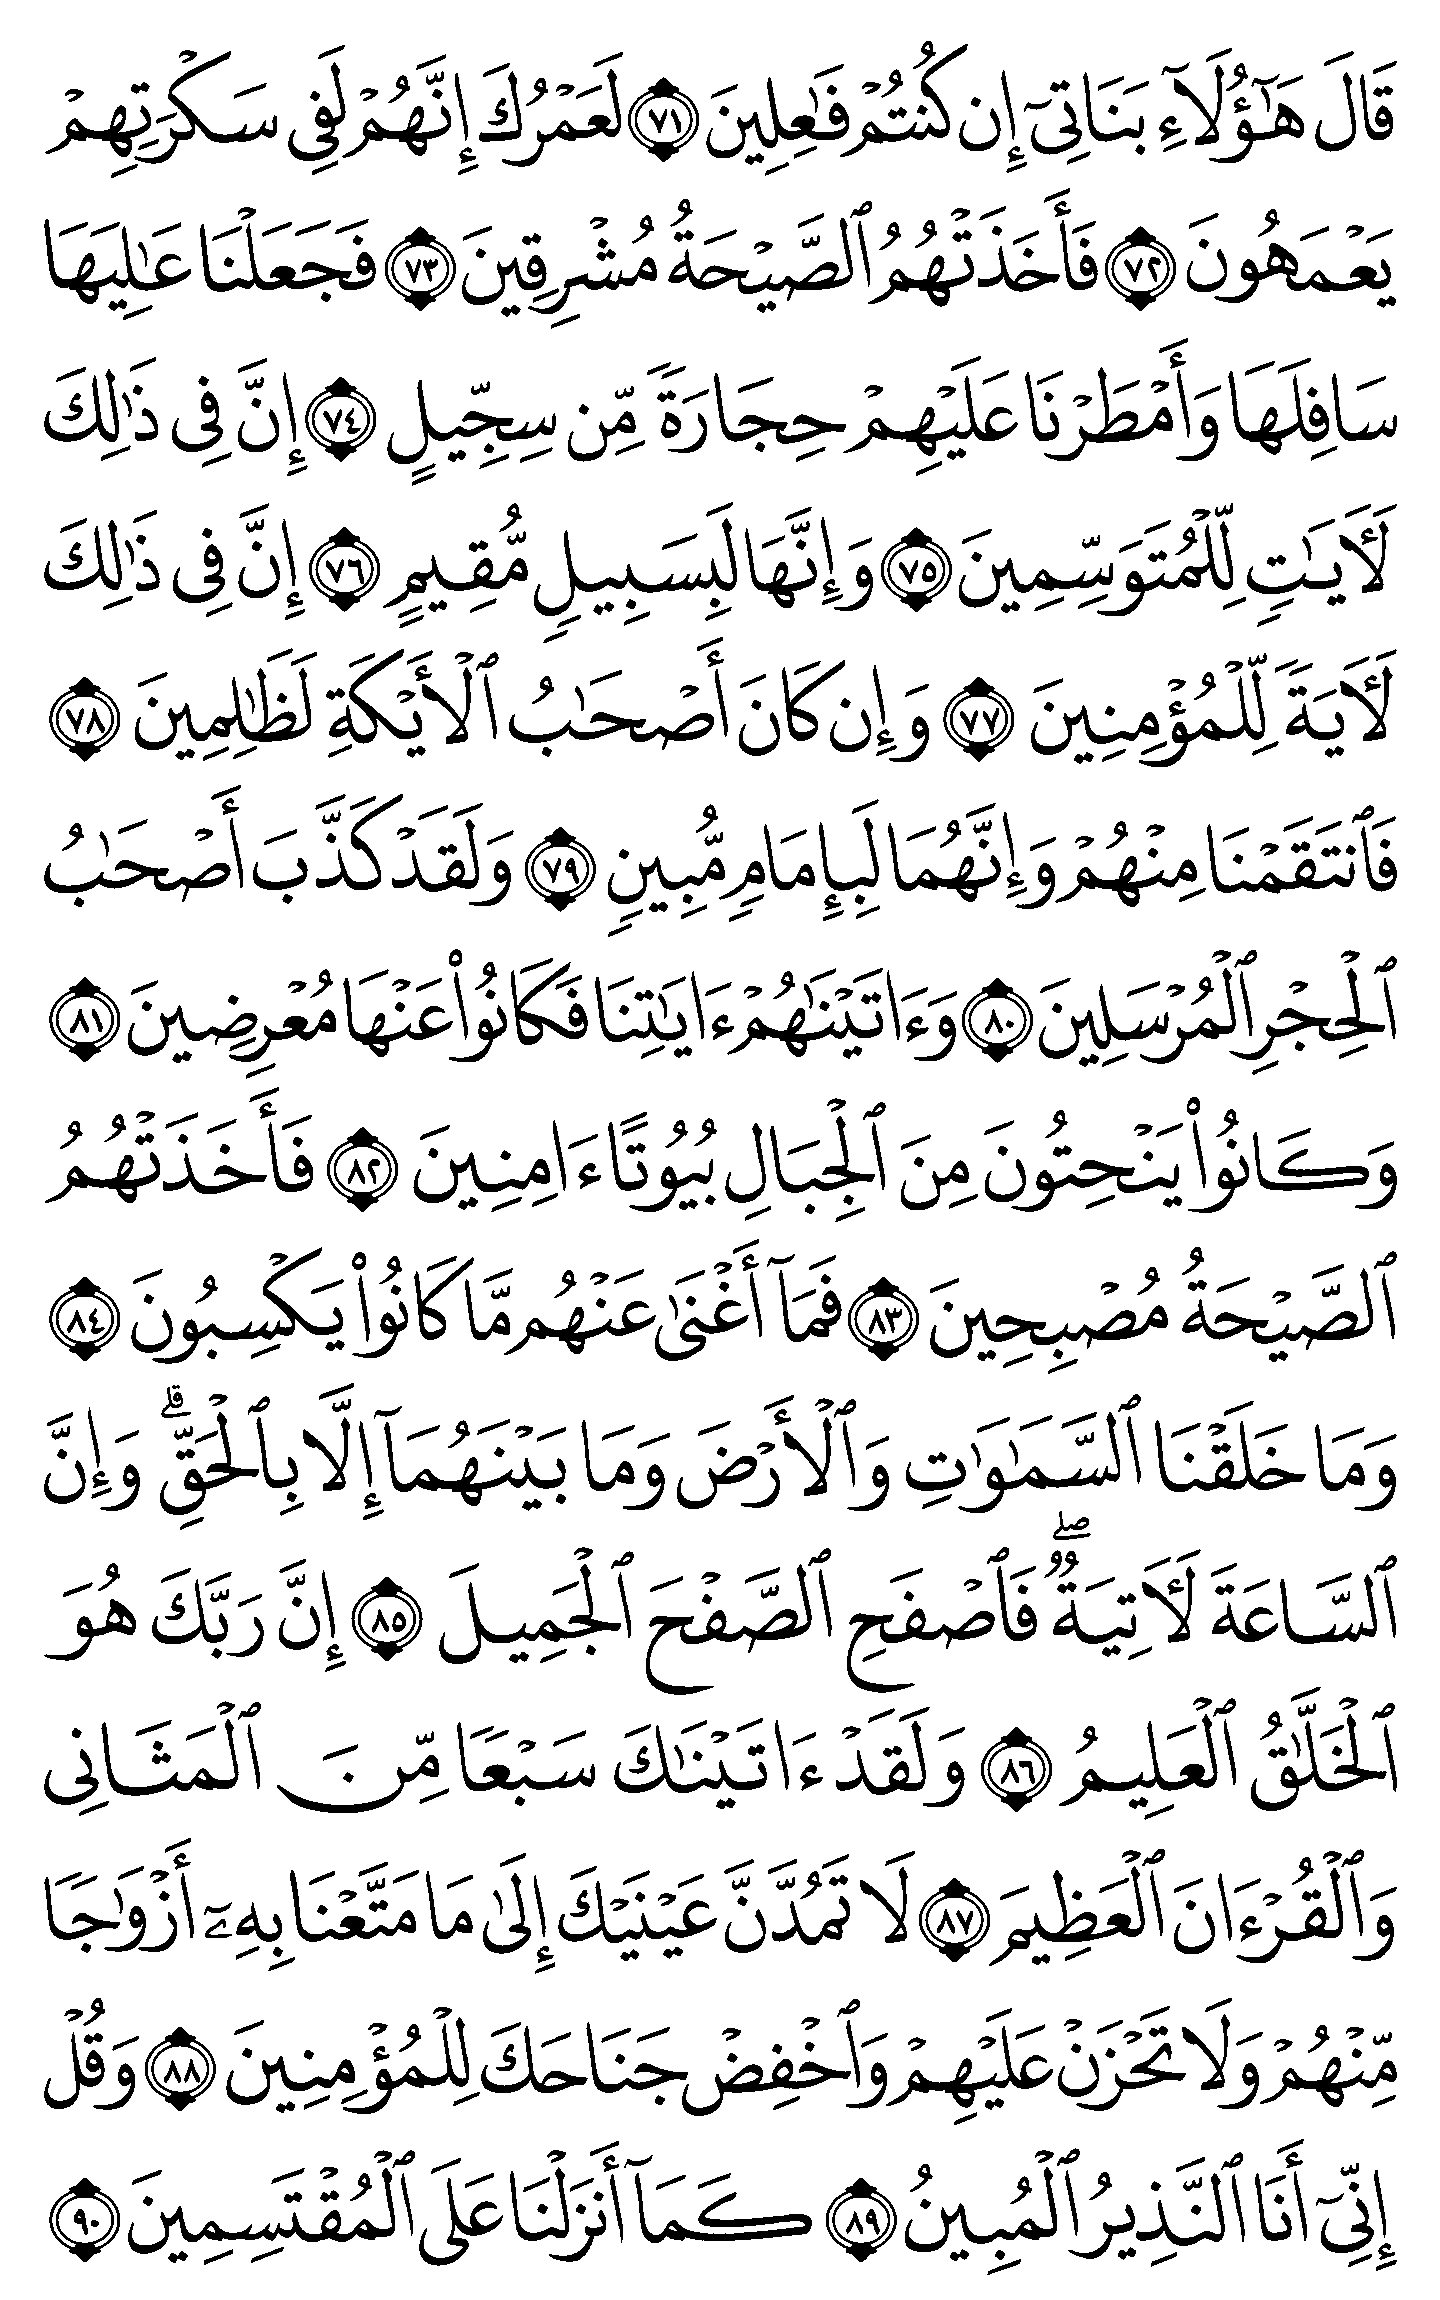 قَالَ هَٰٓؤُلَآءِ بَنَاتِىٓ إِن كُنتُمۡ فَٰعِلِينَ ٧١ لَعَمۡرُكَ إِنَّهُمۡ لَفِى سَكۡرَتِهِمۡ
يَعۡمَهُونَ ٧٢ فَأَخَذَتۡهُمُ ٱلصَّيۡحَةُ مُشۡرِقِينَ ٧٣ فَجَعَلۡنَا عَٰلِيَهَا
سَافِلَهَا وَأَمۡطَرۡنَا عَلَيۡهِمۡ حِجَارَةٗ مِّن سِجِّيلٍ ٧٤ إِنَّ فِى ذَٰلِكَ
لَأٓيَٰتٖ لِّلۡمُتَوَسِّمِينَ ٧٥ وَإِنَّهَا لَبِسَبِيلٖ مُّقِيمٍ ٧٦ إِنَّ فِى ذَٰلِكَ
لَأٓيَةٗ لِّلۡمُؤۡمِنِينَ ٧٧ وَإِن كَانَ أَصۡحَٰبُ ٱلۡأَيۡكَةِ لَظَٰلِمِينَ ٧٨
فَٱنتَقَمۡنَا مِنۡهُمۡ وَإِنَّهُمَا لَبِإِمَامٖ مُّبِينٖ ٧٩ وَلَقَدۡ كَذَّبَ أَصۡحَٰبُ
ٱلۡحِجۡرِ ٱلۡمُرۡسَلِينَ ٨٠ وَءَاتَيۡنَٰهُمۡ ءَايَٰتِنَا فَكَانُواْ عَنۡهَا مُعۡرِضِينَ ٨١
وَكَانُواْ يَنۡحِتُونَ مِنَ ٱلۡجِبَالِ بُيُوتًا ءَامِنِينَ ٨٢ فَأَخَذَتۡهُمُ
ٱلصَّيۡحَةُ مُصۡبِحِينَ ٨٣ فَمَآ أَغۡنَىٰ عَنۡهُم مَّا كَانُواْ يَكۡسِبُونَ ٨٤
وَمَا خَلَقۡنَا ٱلسَّمَٰوَٰتِ وَٱلۡأَرۡضَ وَمَا بَيۡنَهُمَآ إِلَّا بِٱلۡحَقِّۗ وَإِنَّ
ٱلسَّاعَةَ لَأٓتِيَةٞۖ فَٱصۡفَحِ ٱلصَّفۡحَ ٱلۡجَمِيلَ ٨٥ إِنَّ رَبَّكَ هُوَ
ٱلۡخَلَّٰقُ ٱلۡعَلِيمُ ٨٦ وَلَقَدۡ ءَاتَيۡنَٰكَ سَبۡعٗا مِّنَ ٱلۡمَثَانِى
وَٱلۡقُرۡءَانَ ٱلۡعَظِيمَ ٨٧ لَا تَمُدَّنَّ عَيۡنَيۡكَ إِلَىٰ مَا مَتَّعۡنَا بِهِۦٓ أَزۡوَٰجٗا
مِّنۡهُمۡ وَلَا تَحۡزَنۡ عَلَيۡهِمۡ وَٱخۡفِضۡ جَنَاحَكَ لِلۡمُؤۡمِنِينَ ٨٨ وَقُلۡ
إِنِّىٓ أَنَا ٱلنَّذِيرُ ٱلۡمُبِينُ ٨٩ كَمَآ أَنزَلۡنَا عَلَى ٱلۡمُقۡتَسِمِينَ ٩٠